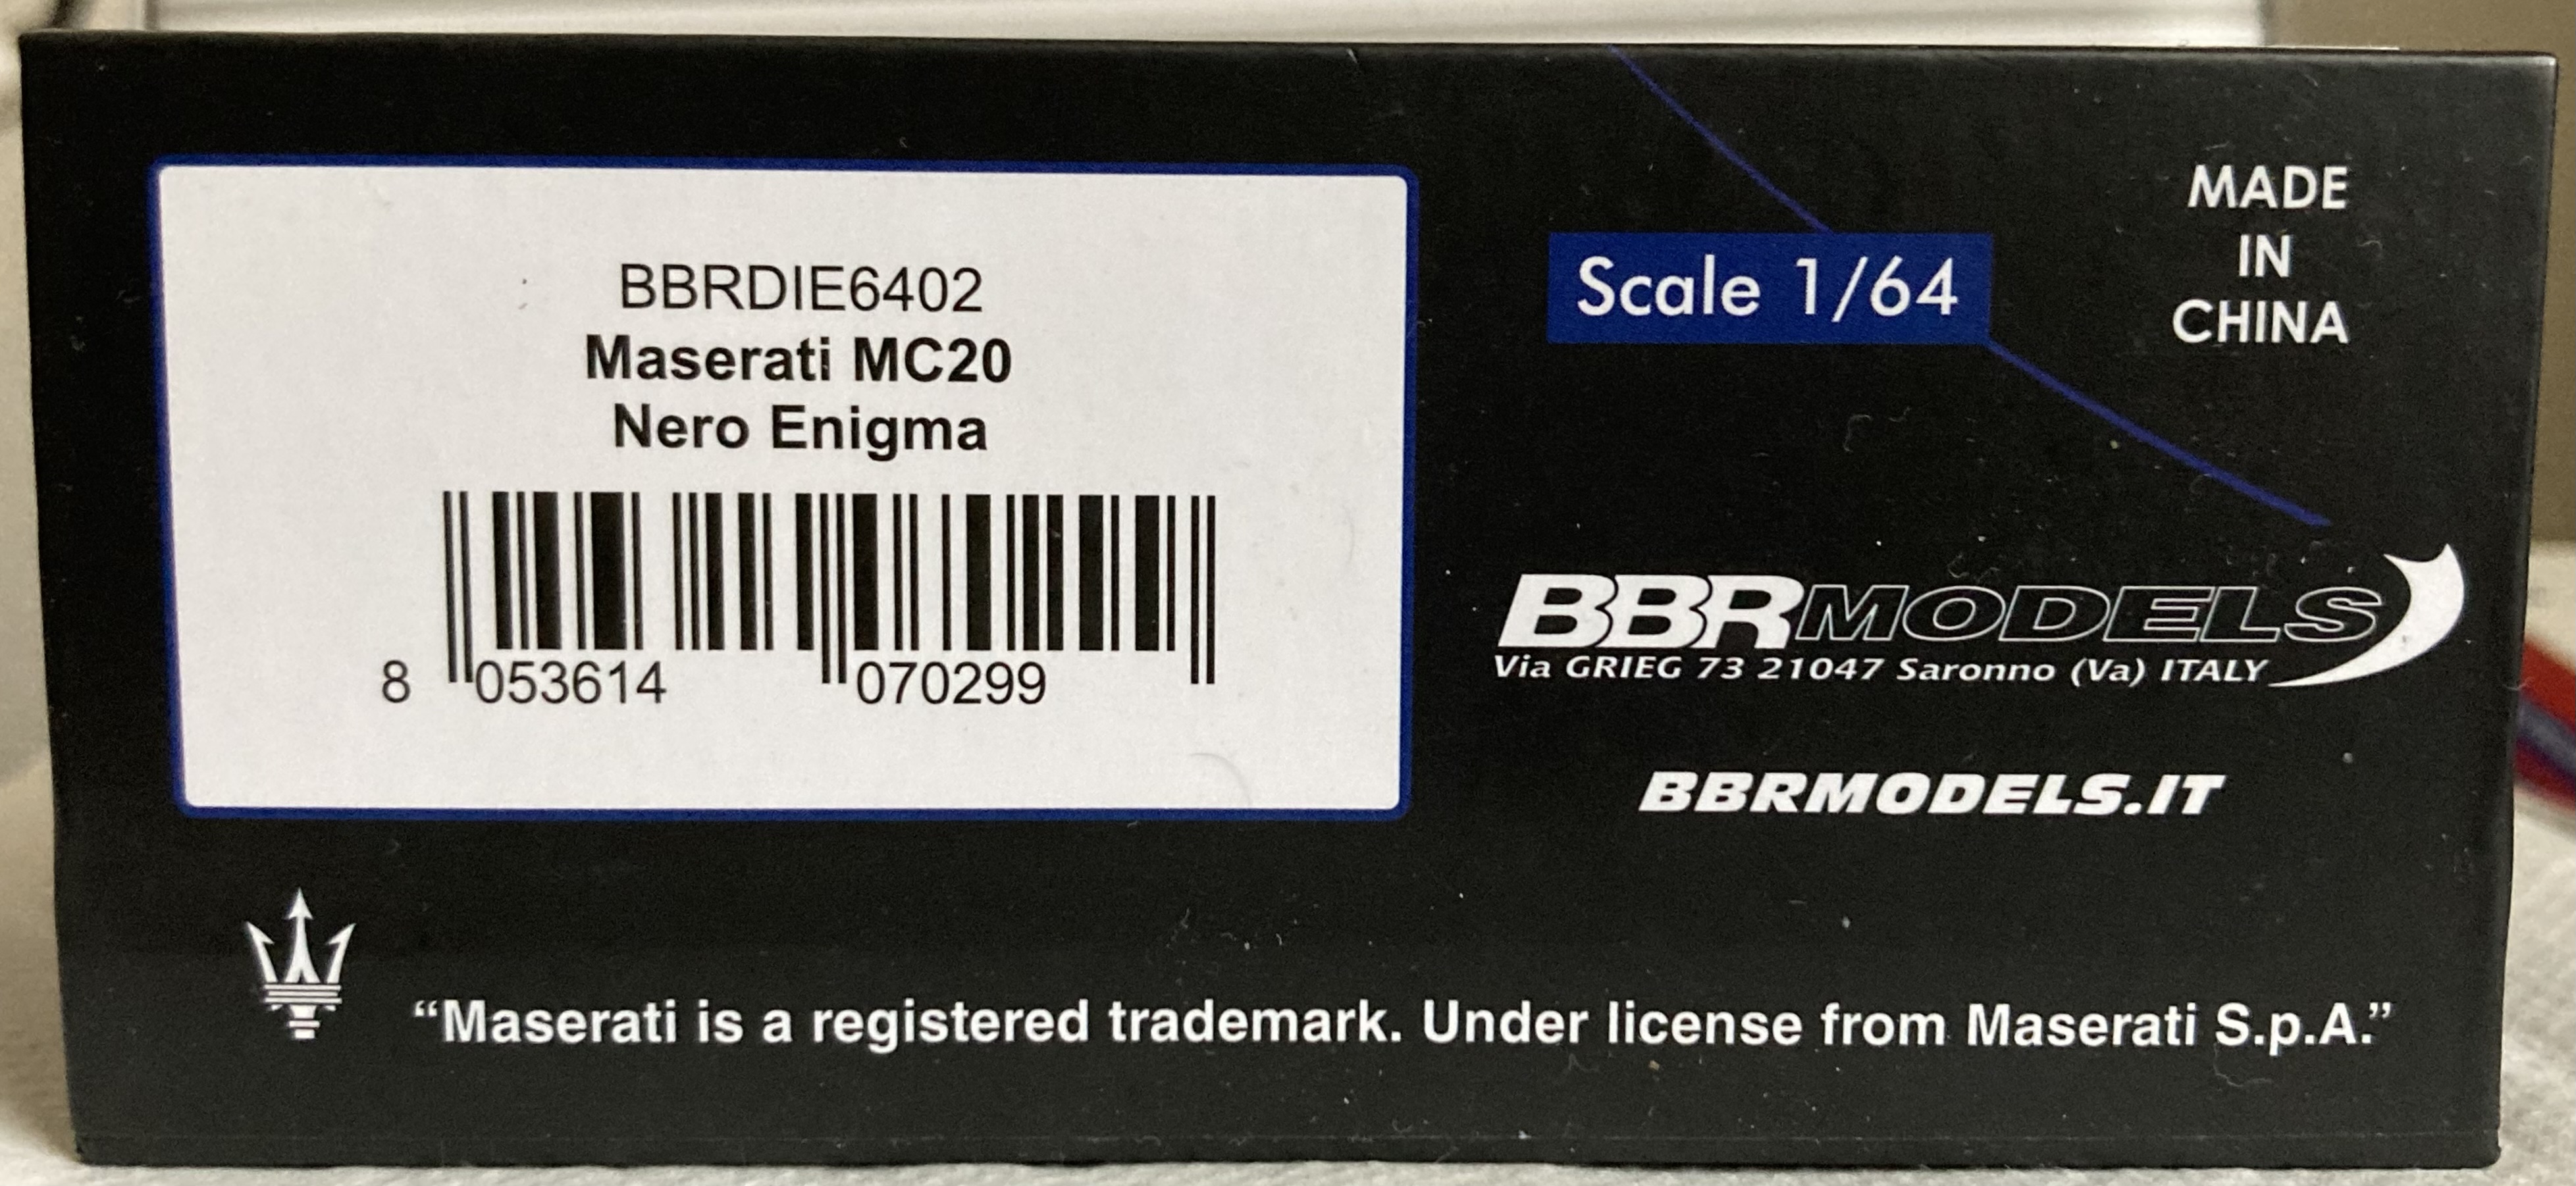 BBRDIE6402
Maserati MC20
Nero Enigma
8 053614 070299
Scale 1/64
MADE
IN
CHINA
BBRMODELS
Via GRIEG 73 21047 Saronno (Va) ITALY
BBRMODELS.IT
“Maserati is a registered trademark. Under license from Maserati S.p.A.”